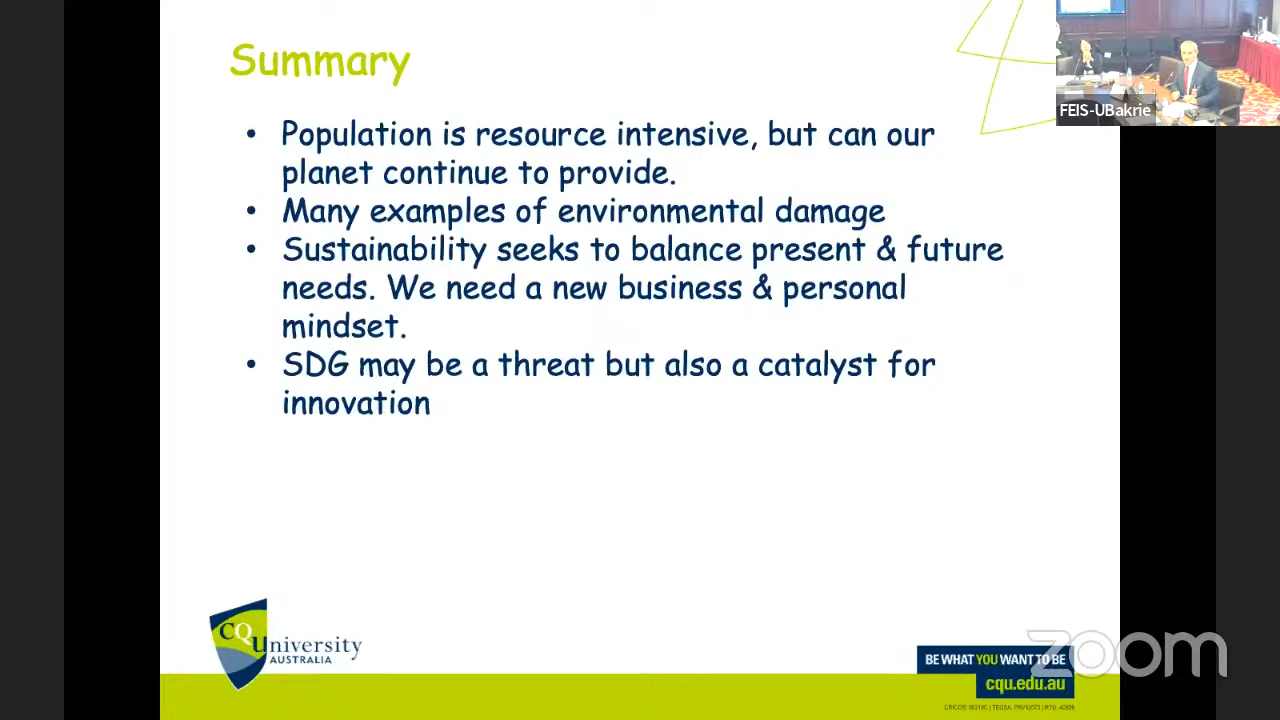 Summary
FEIS-UBakrie
• Population is resource intensive, but can our
planet continue to provide.
• Many examples of environmental damage
• Sustainability seeks to balance present & future
needs. We need a new business & personal
mindset.
• SDG may be a threat but also a catalyst for
innovation
CQUniversity
AUSTRALIA
BE WHAT YOU WANT TO BE
cqu.edu.au
zoom